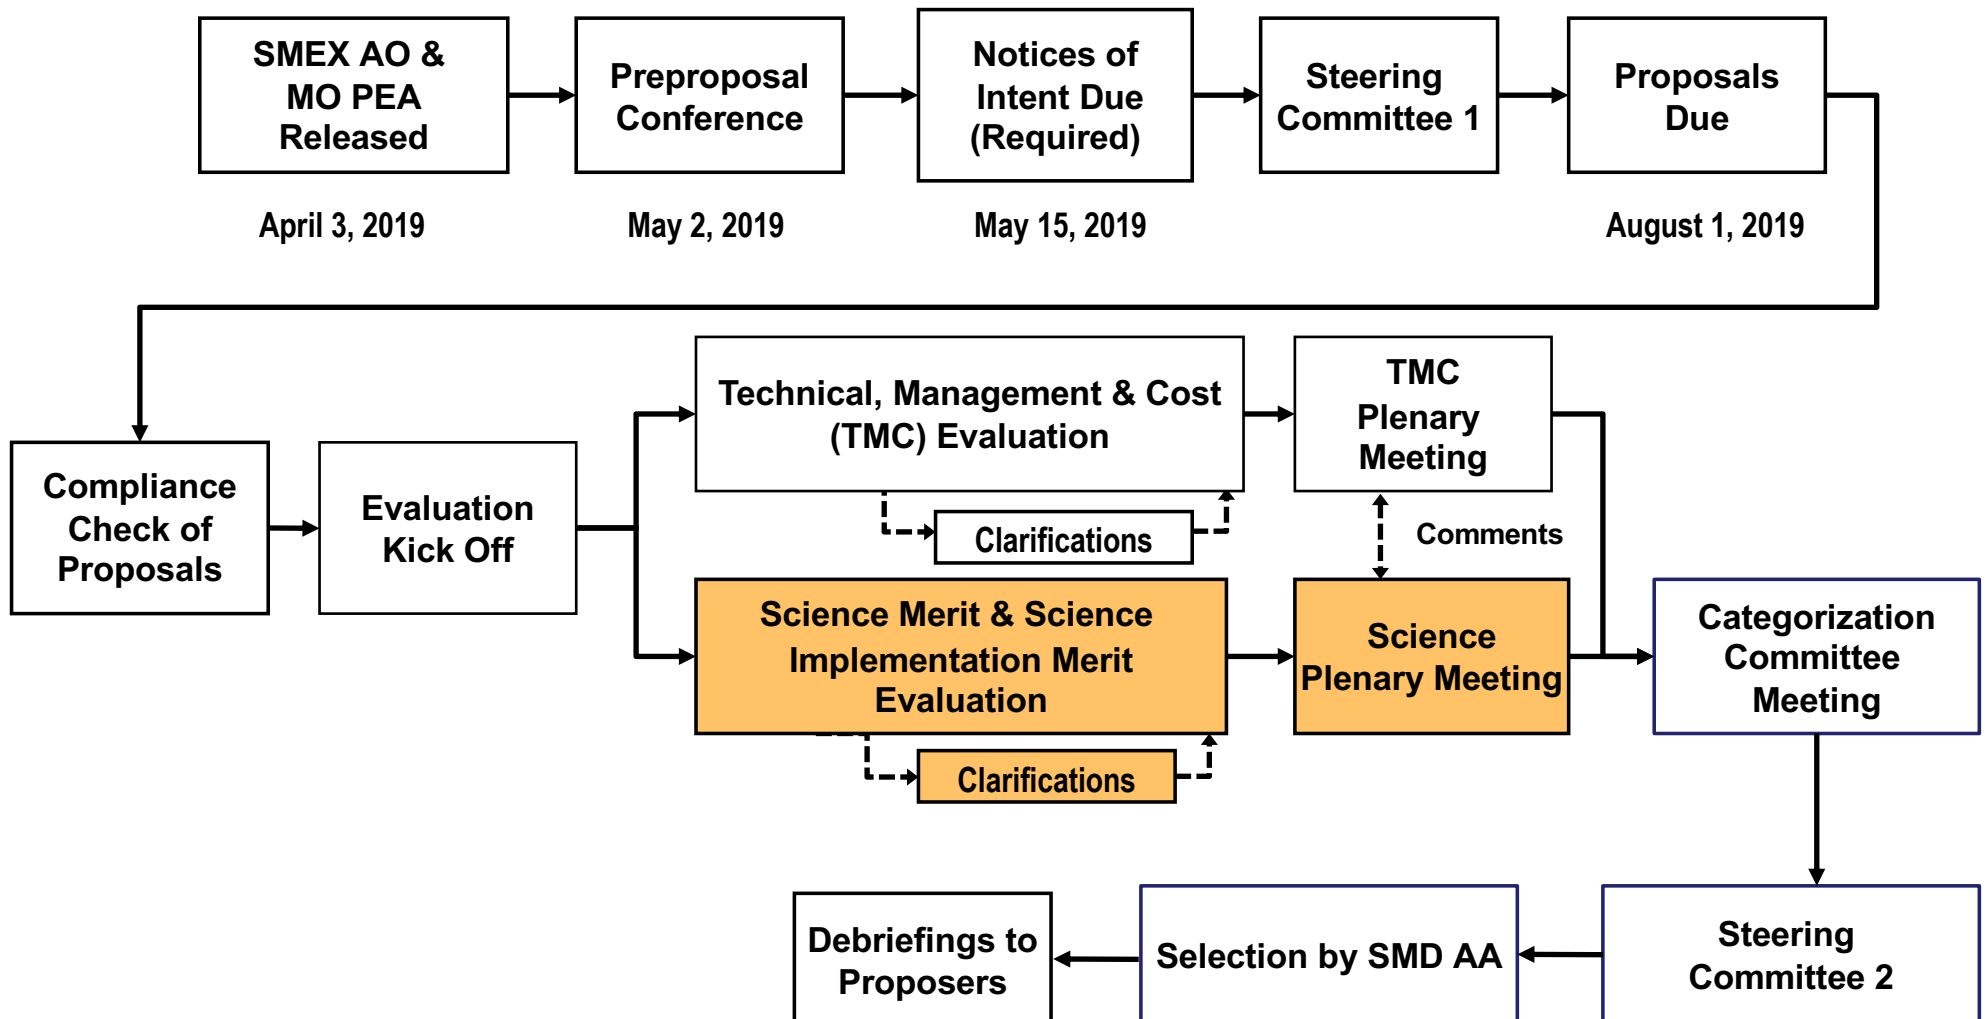 SMEX AO &
MO PEA
Released
Preproposal
Conference
Notices of
Intent Due
(Required)
Steering
Committee 1
Proposals
Due
April 3, 2019
May 2, 2019
May 15, 2019
August 1, 2019
Compliance
Check of
Proposals
Evaluation
Kick Off
Technical, Management & Cost
(TMC) Evaluation
Clarifications
TMC
Plenary
Meeting
Comments
Science Merit & Science
Implementation Merit
Evaluation
Clarifications
Science
Plenary Meeting
Categorization
Committee
Meeting
Steering
Committee 2
Selection by SMD AA
Debriefings to
Proposers